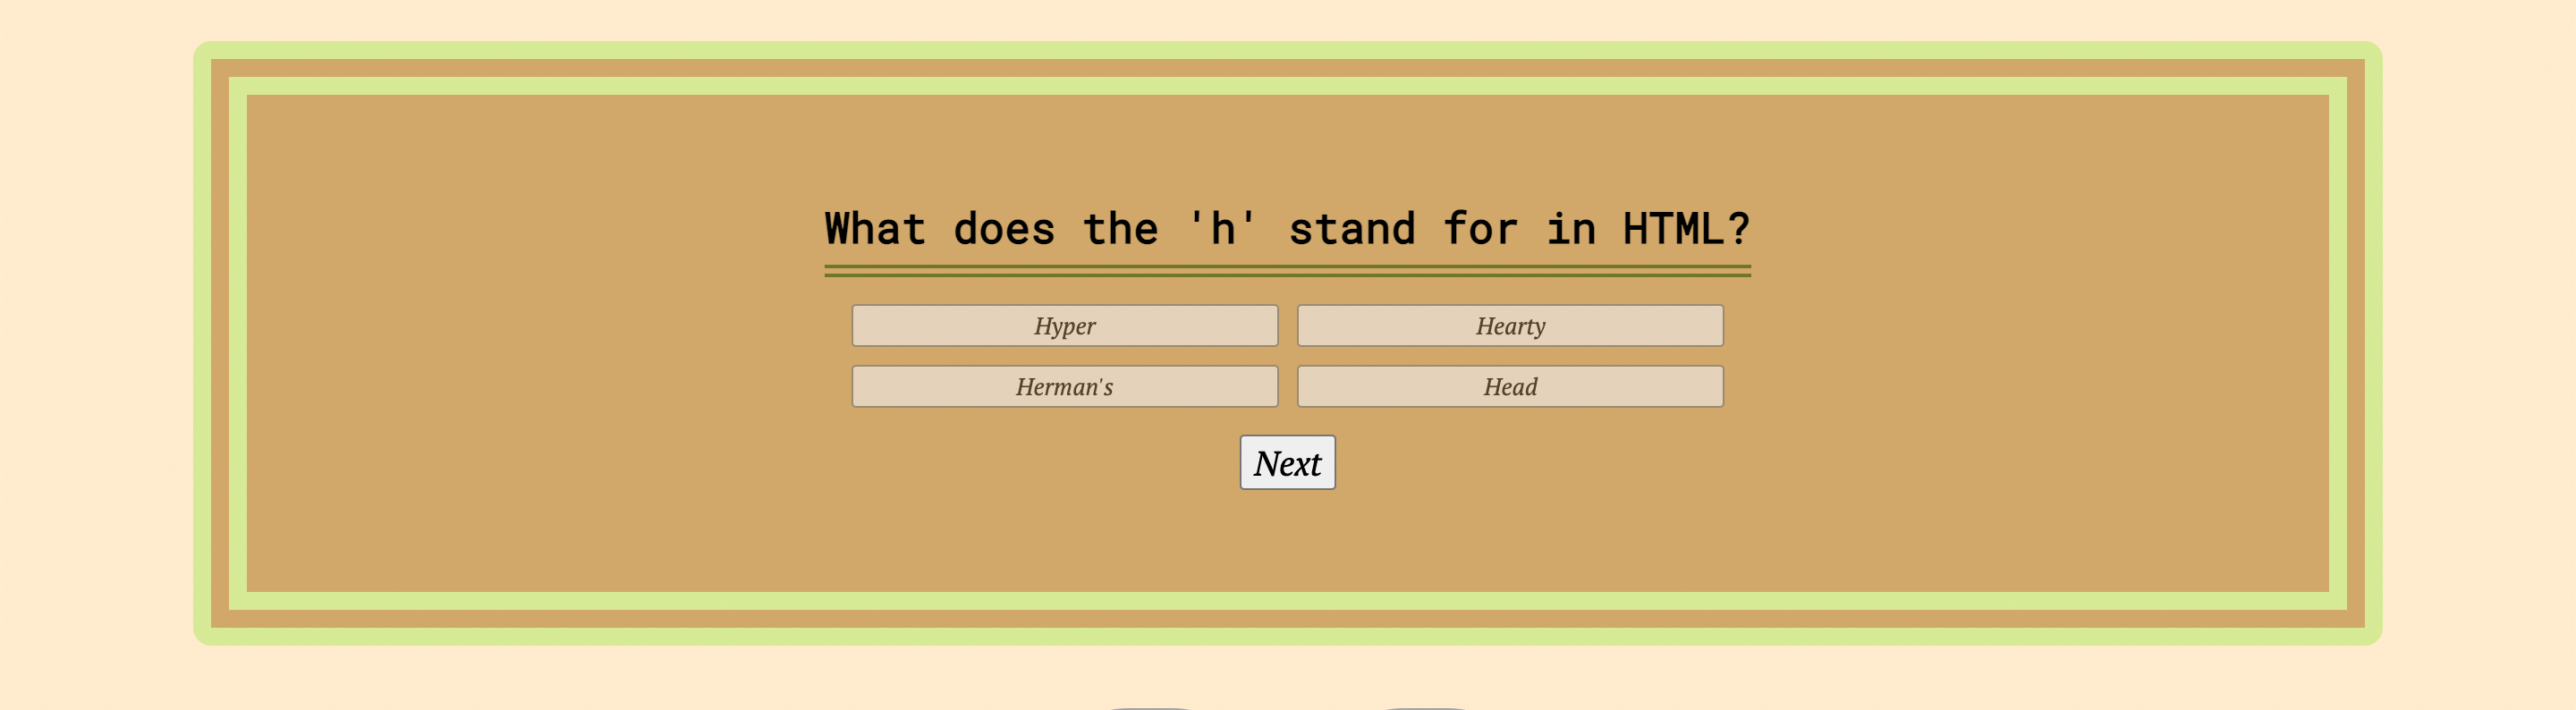 What does the 'h' stand for in HTML?
Hyper
Hearty
Herman's
Head
Next